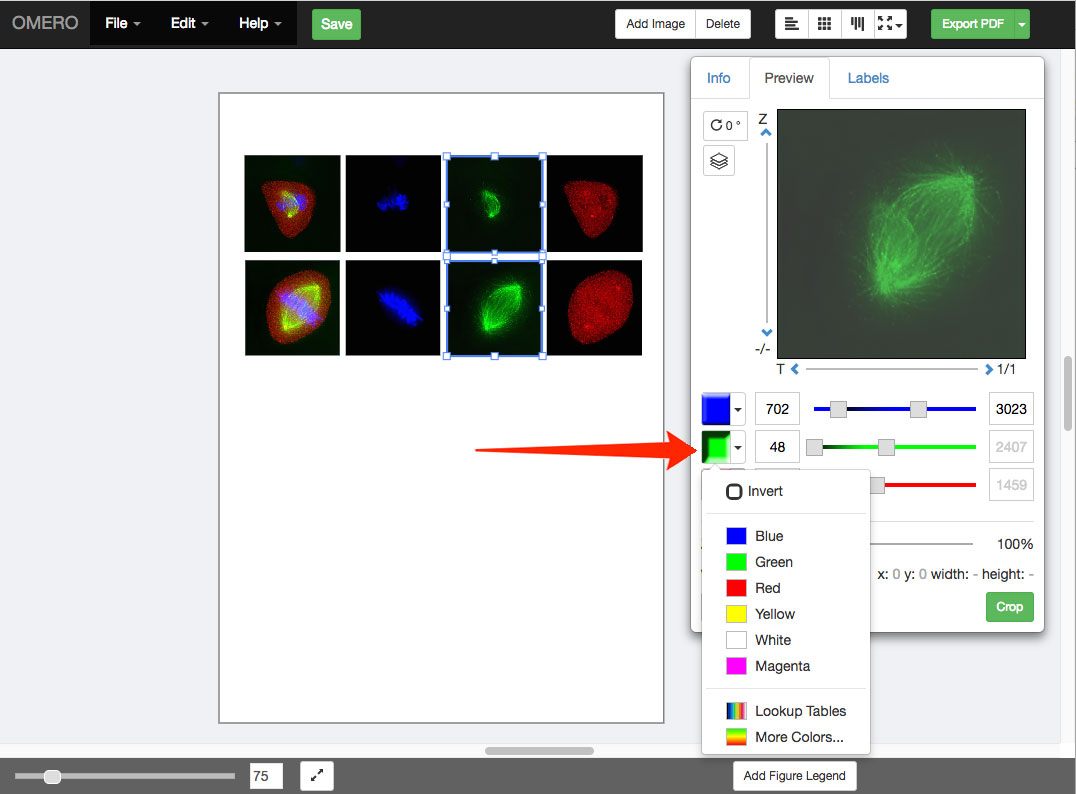 OMERO File Edit Help Save Add Image Delete Export PDF
Info Preview Labels
0 °
Z
-/-
T 1/1
702 3023
48 2407
1459
Invert
Blue
Green
Red
Yellow
White
Magenta
Lookup Tables
More Colors...
100%
x: 0 y: 0 width: - height: -
Crop
75 Add Figure Legend